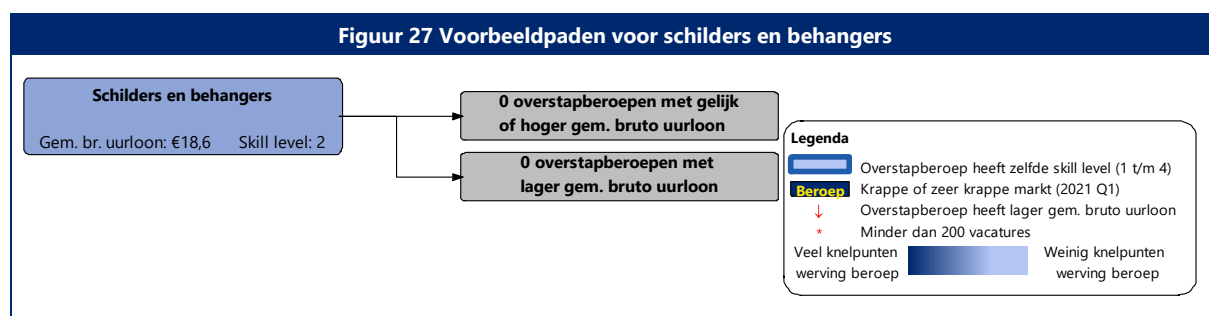 Figuur 27 Voorbeeldpaden voor schilders en behangers
Schilders en behangers
Gem. br. uurloon: €18,6 Skill level: 2
0 overstapberoepen met gelijk
of hoger gem. bruto uurloon
0 overstapberoepen met
lager gem. bruto uurloon
Legenda
Overstapberoep heeft zelfde skill level (1 t/m 4)
Beroep Krappe of zeer krappe markt (2021 Q1)
↓ Overstapberoep heeft lager gem. bruto uurloon
* Minder dan 200 vacatures
Veel knelpunten Weinig knelpunten
werving beroep werving beroep